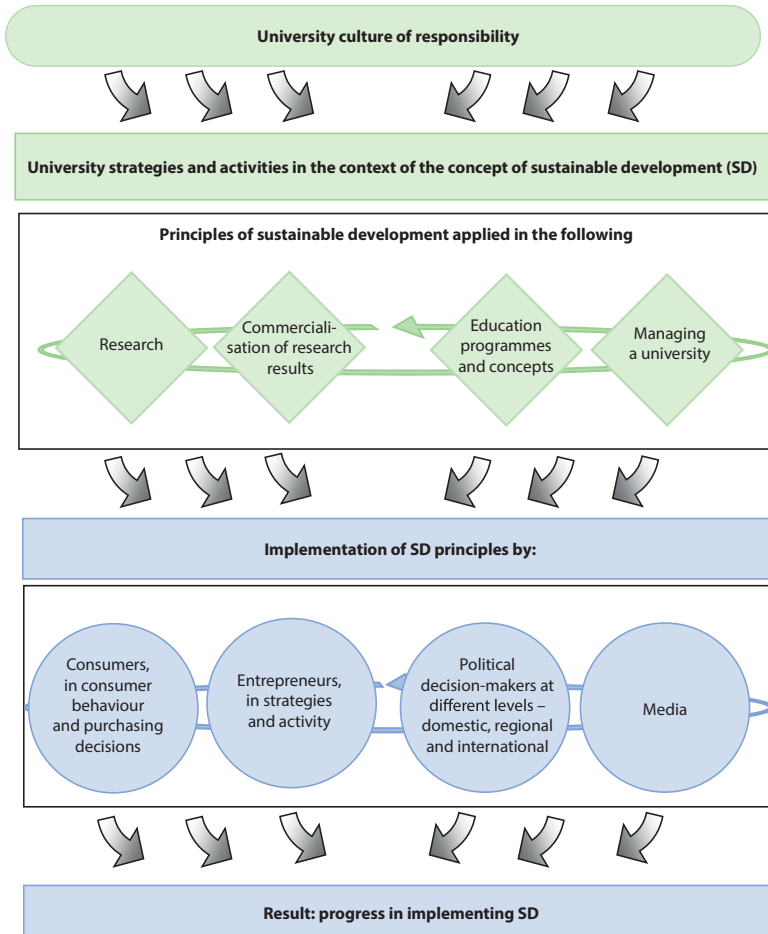 University culture of responsibility
University strategies and activities in the context of the concept of sustainable development (SD)
Principles of sustainable development applied in the following
Research
Commerciali-
sation of research
results
Education
programmes
and concepts
Managing
a university
Implementation of SD principles by:
Consumers,
in consumer
behaviour
and purchasing
decisions
Entrepreneurs,
in strategies
and activity
Political
decision-makers at
different levels –
domestic, regional
and international
Media
Result: progress in implementing SD